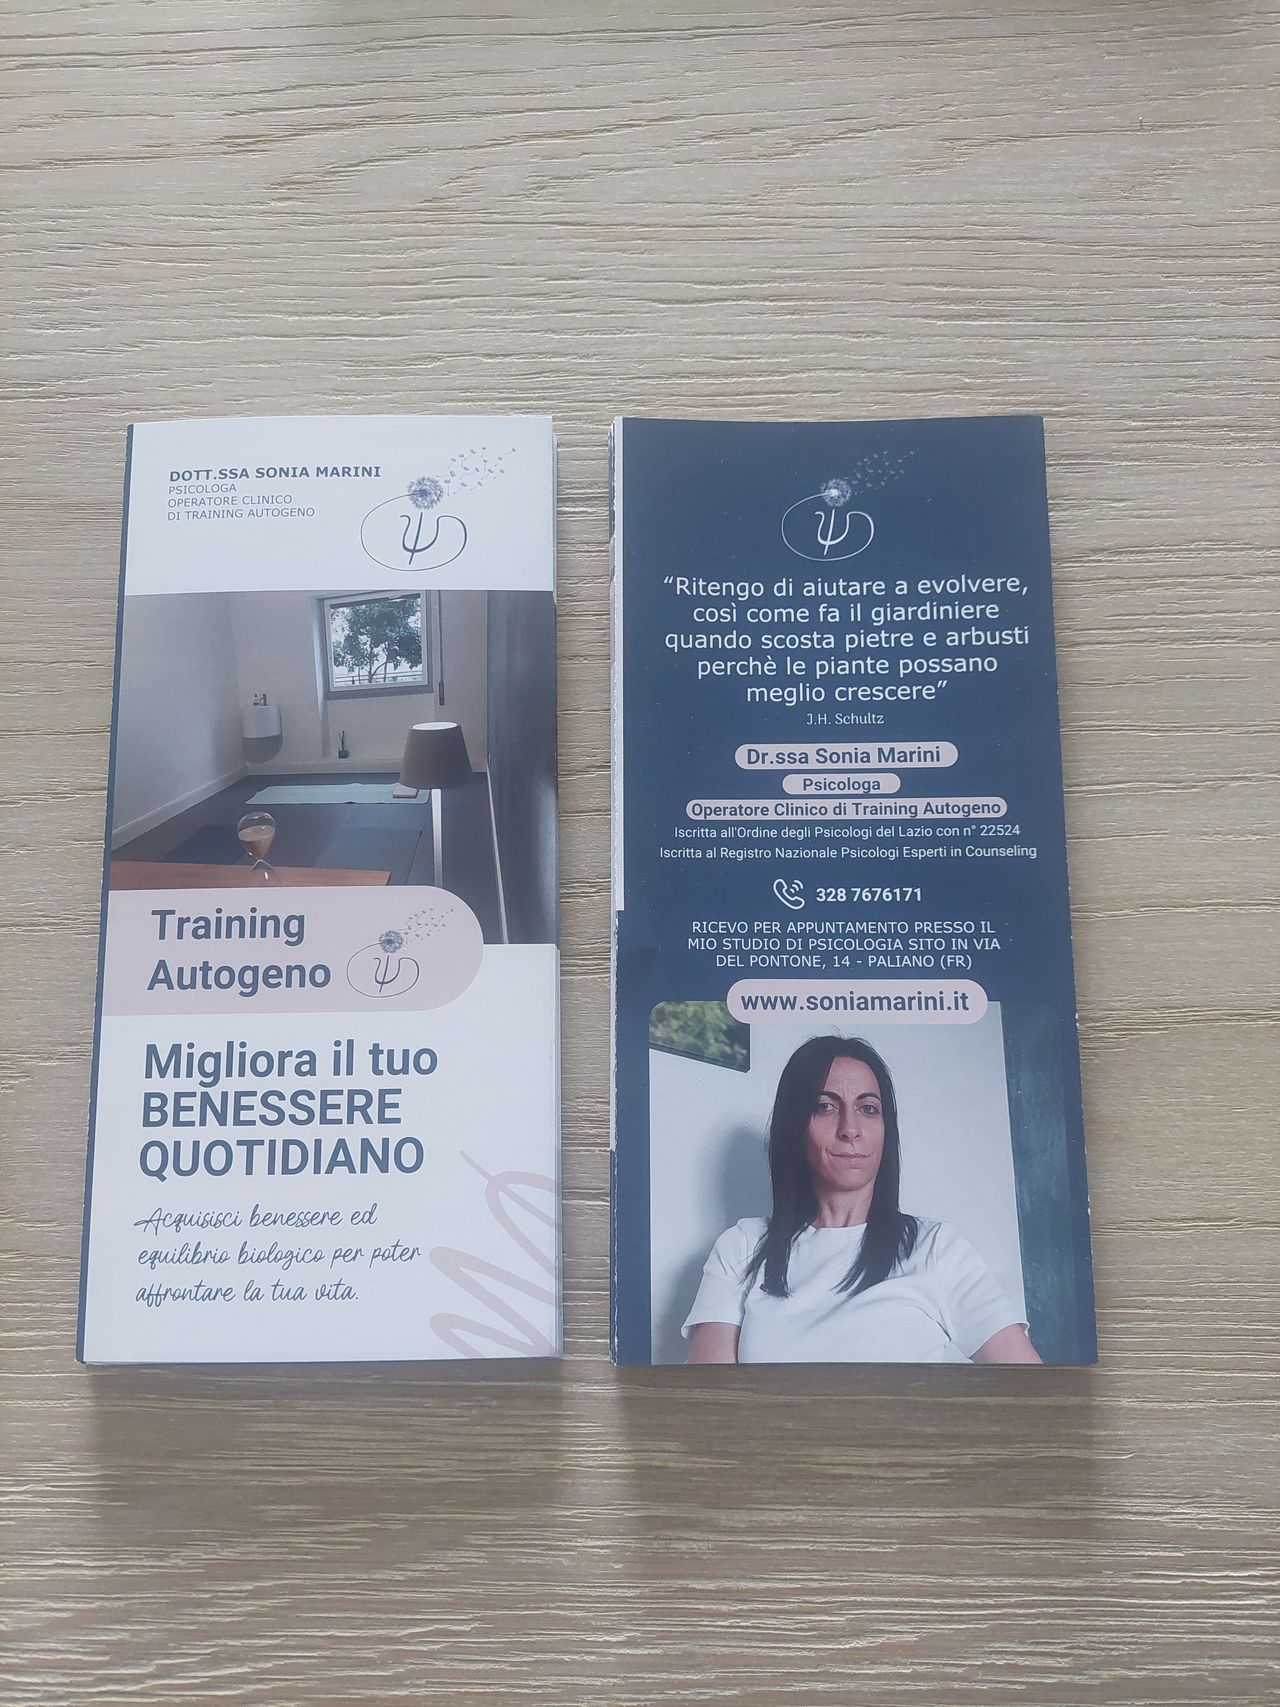 DOTT.SSA SONIA MARINI
PSICOLOGA
OPERATORE CLINICO
DI TRAINING AUTOGENO
Training
Autogeno
Migliora il tuo
BENESSERE
QUOTIDIANO
Acquisisci benessere ed
equilibrio biologico per poter
affrontare la tua vita.
“Ritengo di aiutare a evolvere,
così come fa il giardiniere
quando scosta pietre e arbusti
perchè le piante possano
meglio crescere”
J.H. Schultz
Dr.ssa Sonia Marini
Psicologa
Operatore Clinico di Training Autogeno
Iscritta all'Ordine degli Psicologi del Lazio con n° 22524
Iscritta al Registro Nazionale Psicologi Esperti in Counseling
328 7676171
RICEVO PER APPUNTAMENTO PRESSO IL
MIO STUDIO DI PSICOLOGIA SITO IN VIA
DEL PONTONE, 14 - PALIANO (FR)
www.soniamarini.it